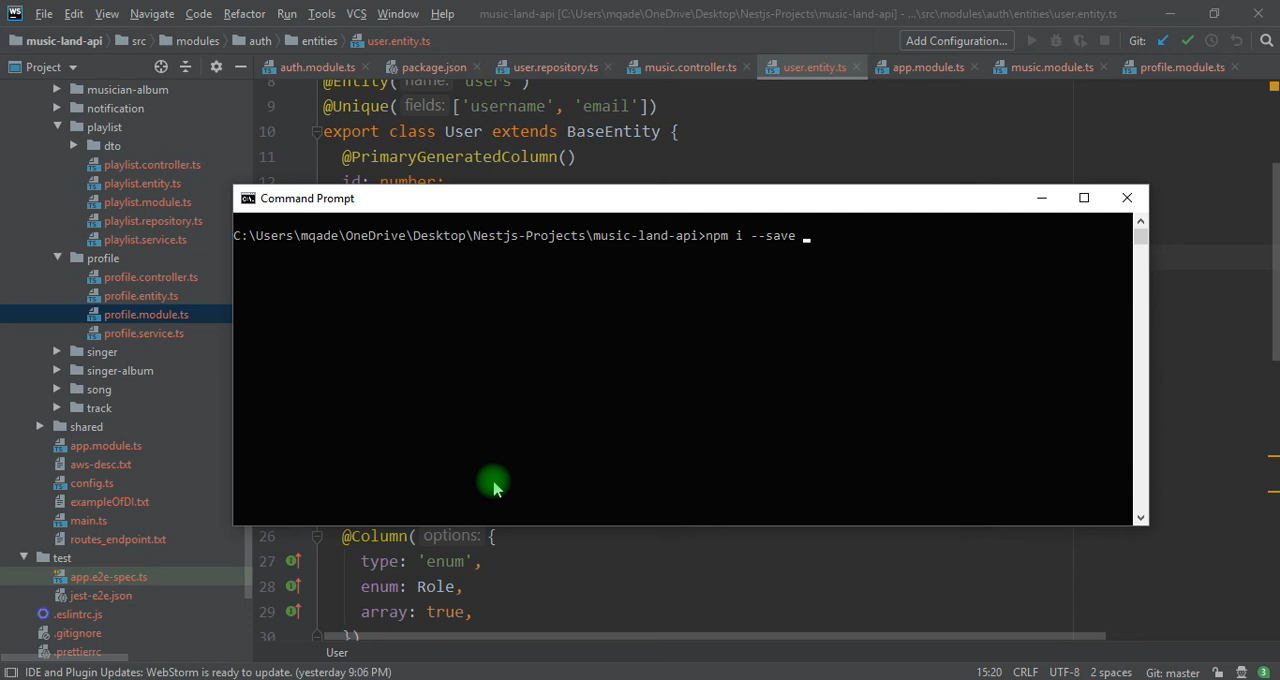 File Edit View Navigate Code Refactor Run Tools VCS Window Help music-land-api [C:\Users\mqade\OneDrive\Desktop\Nestjs-Projects\music-land-api] - ...\src\modules\auth\entities\user.entity.ts
music-land-api src modules auth entities user.entity.ts Add Configuration... Git:
Project auth.module.ts package.json user.repository.ts music.controller.ts user.entity.ts app.module.ts music.module.ts profile.module.ts
musician-album
notification
playlist
dto
playlist.controller.ts
playlist.entity.ts
playlist.module.ts
playlist.repository.ts
playlist.service.ts
profile
profile.controller.ts
profile.entity.ts
profile.module.ts
profile.service.ts
singer
singer-album
song
track
shared
app.module.ts
aws-desc.txt
config.ts
exampleOfDI.txt
main.ts
routes_endpoint.txt
test
app.e2e-spec.ts
jest-e2e.json
.eslintrc.js
.gitignore
.prettierrc
8 @Entity( name: 'users' )
9 @Unique( fields: ['username', 'email'])
10 export class User extends BaseEntity {
11 @PrimaryGeneratedColumn()
12 id: number;
Command Prompt
C:\Users\mqade\OneDrive\Desktop\Nestjs-Projects\music-land-api>npm i --save
26 @Column( options: {
27 type: 'enum',
28 enum: Role,
29 array: true,
30 })
User
IDE and Plugin Updates: WebStorm is ready to update. (yesterday 9:06 PM) 15:20 CRLF UTF-8 2 spaces Git: master 3